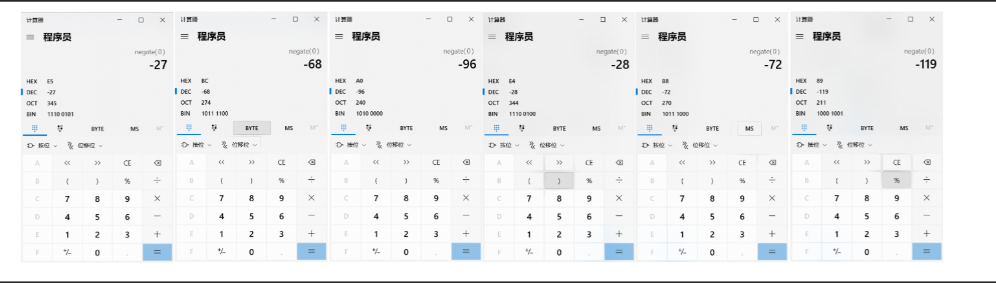 计算器
程序员
negate( 0 )
-27
HEX E5
DEC -27
OCT 345
BIN 1110 0101
BYTE MS M˅
按位 位移位
A << >> CE
B ( ) % ÷
C 7 8 9 ×
D 4 5 6 −
E 1 2 3 +
F +/− 0 . =
计算器
程序员
negate( 0 )
-68
HEX BC
DEC -68
OCT 274
BIN 1011 1100
BYTE MS M˅
按位 位移位
A << >> CE
B ( ) % ÷
C 7 8 9 ×
D 4 5 6 −
E 1 2 3 +
F +/− 0 . =
计算器
程序员
negate( 0 )
-96
HEX A0
DEC -96
OCT 240
BIN 1010 0000
BYTE MS M˅
按位 位移位
A << >> CE
B ( ) % ÷
C 7 8 9 ×
D 4 5 6 −
E 1 2 3 +
F +/− 0 . =
计算器
程序员
negate( 0 )
-28
HEX E4
DEC -28
OCT 344
BIN 1110 0100
BYTE MS M˅
按位 位移位
A << >> CE
B ( ) % ÷
C 7 8 9 ×
D 4 5 6 −
E 1 2 3 +
F +/− 0 . =
计算器
程序员
negate( 0 )
-72
HEX B8
DEC -72
OCT 270
BIN 1011 1000
BYTE MS M˅
按位 位移位
A << >> CE
B ( ) % ÷
C 7 8 9 ×
D 4 5 6 −
E 1 2 3 +
F +/− 0 . =
计算器
程序员
negate( 0 )
-119
HEX 89
DEC -119
OCT 211
BIN 1000 1001
BYTE MS M˅
按位 位移位
A << >> CE
B ( ) % ÷
C 7 8 9 ×
D 4 5 6 −
E 1 2 3 +
F +/− 0 . =